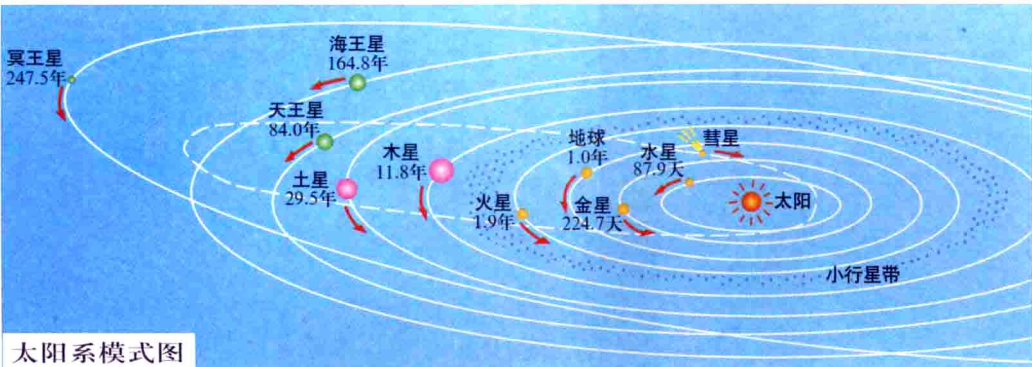 冥王星
247.5年
海王星
164.8年
天王星
84.0年
土星
29.5年
木星
11.8年
火星
1.9年
地球
1.0年
金星
224.7天
水星
87.9天
彗星
太阳
小行星带
太阳系模式图